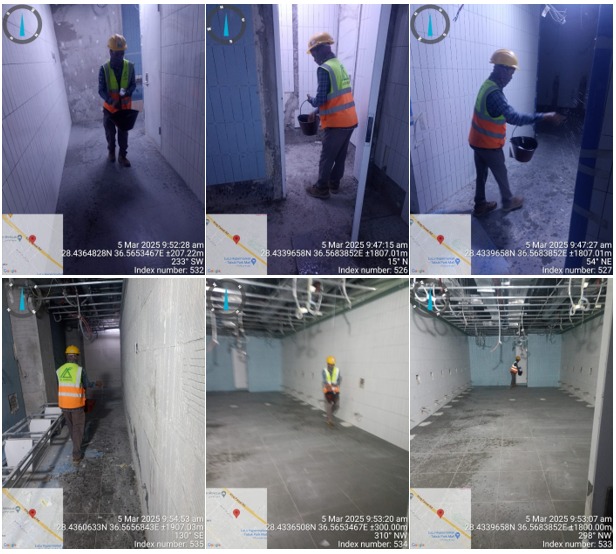 5 Mar 2025 9:52:28 am
28.4364828N 36.5653467E ±207.22m
233° SW
Index number: 532
5 Mar 2025 9:47:15 am
28.4339658N 36.5683852E ±1807.01m
15° N
Index number: 526
5 Mar 2025 9:47:27 am
28.4339658N 36.5683852E ±1807.01m
54° NE
Index number: 527
5 Mar 2025 9:54:53 am
28.4360633N 36.5656843E ±1907.03m
130° SE
Index number: 535
5 Mar 2025 9:53:20 am
28.4336508M 36.5653467E ±300.00m
310° NW
Index number: 534
5 Mar 2025 9:53:07 am
28.4339658N 36.5683852E ±1800.00m
298° NW
Index number: 533